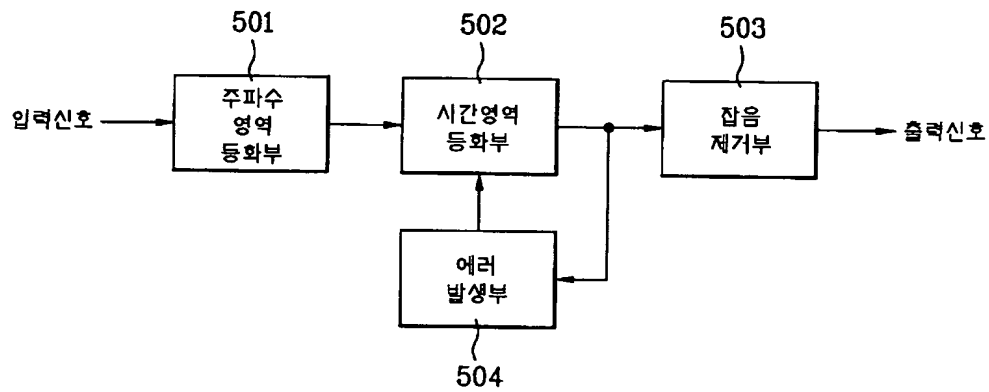 501
502
503
입력신호
주파수
영역
등화부
시간영역
등화부
잡음
제거부
출력신호
에러
발생부
504